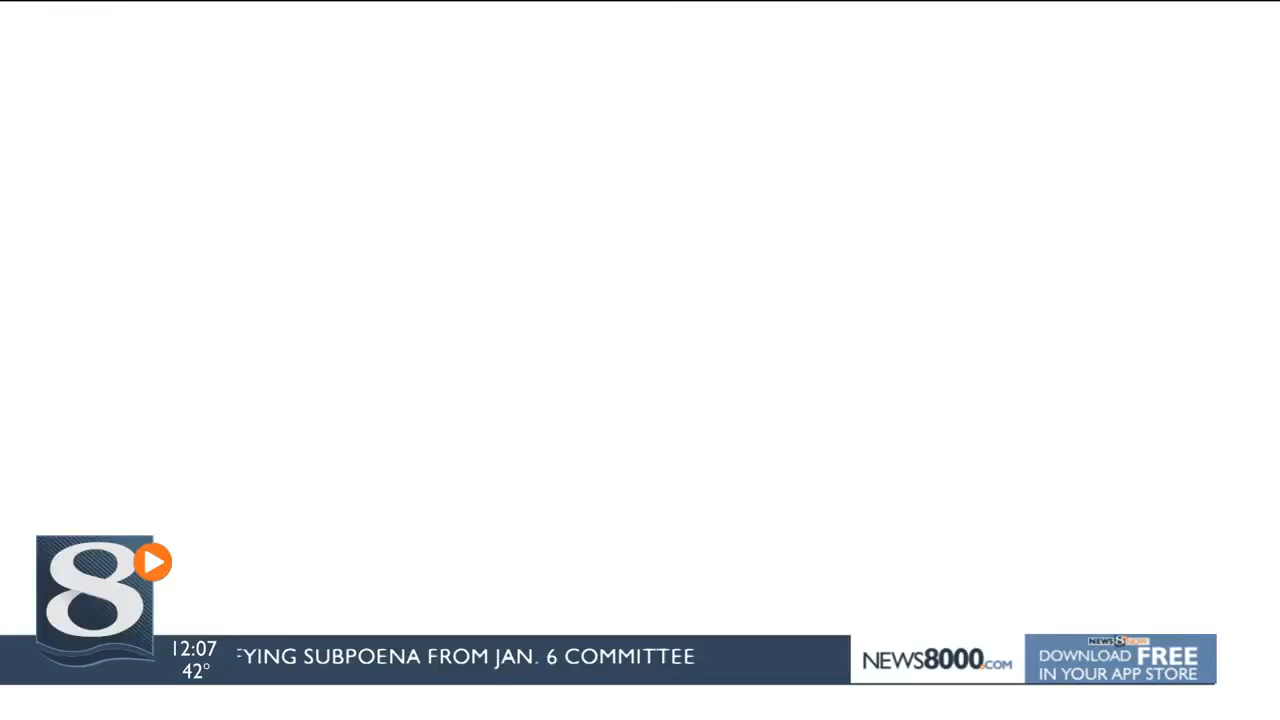 8
12:07
42°
FYING SUBPOENA FROM JAN. 6 COMMITTEE
NEWS8000.COM
NEWS 8 NOW
DOWNLOAD FREE
IN YOUR APP STORE